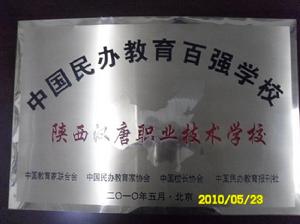 中国民办教育百强学校
陕西汉唐职业技术学校
中国教育家联合会 中国民办教育家协会 中国校长协会 中国民办教育报刊社
二〇一〇年五月·北京
2010/05/23